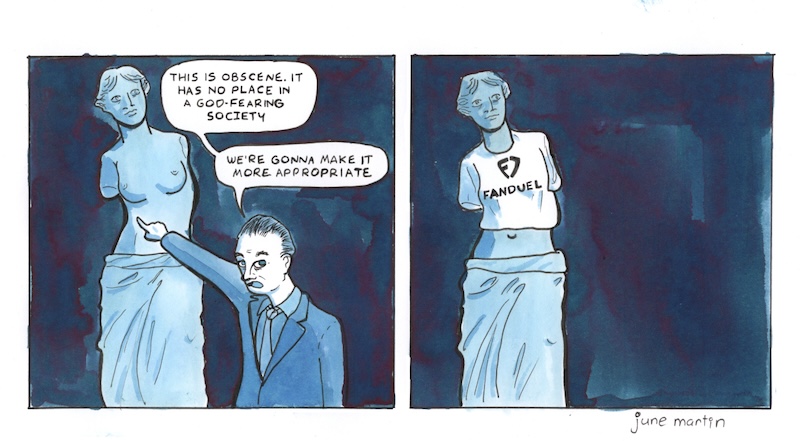 THIS IS OBSCENE. IT
HAS NO PLACE IN
A GOD-FEARING
SOCIETY
WE'RE GONNA MAKE IT
MORE APPROPRIATE
FANDUEL
june martin